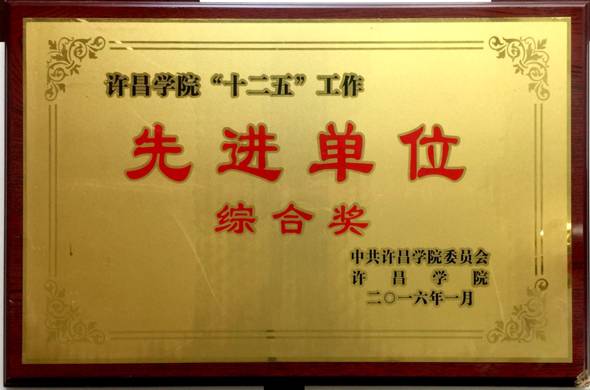 许昌学院“十二五”工作
先进单位
综合奖
中共许昌学院委员会
许昌学院
二〇一六年一月